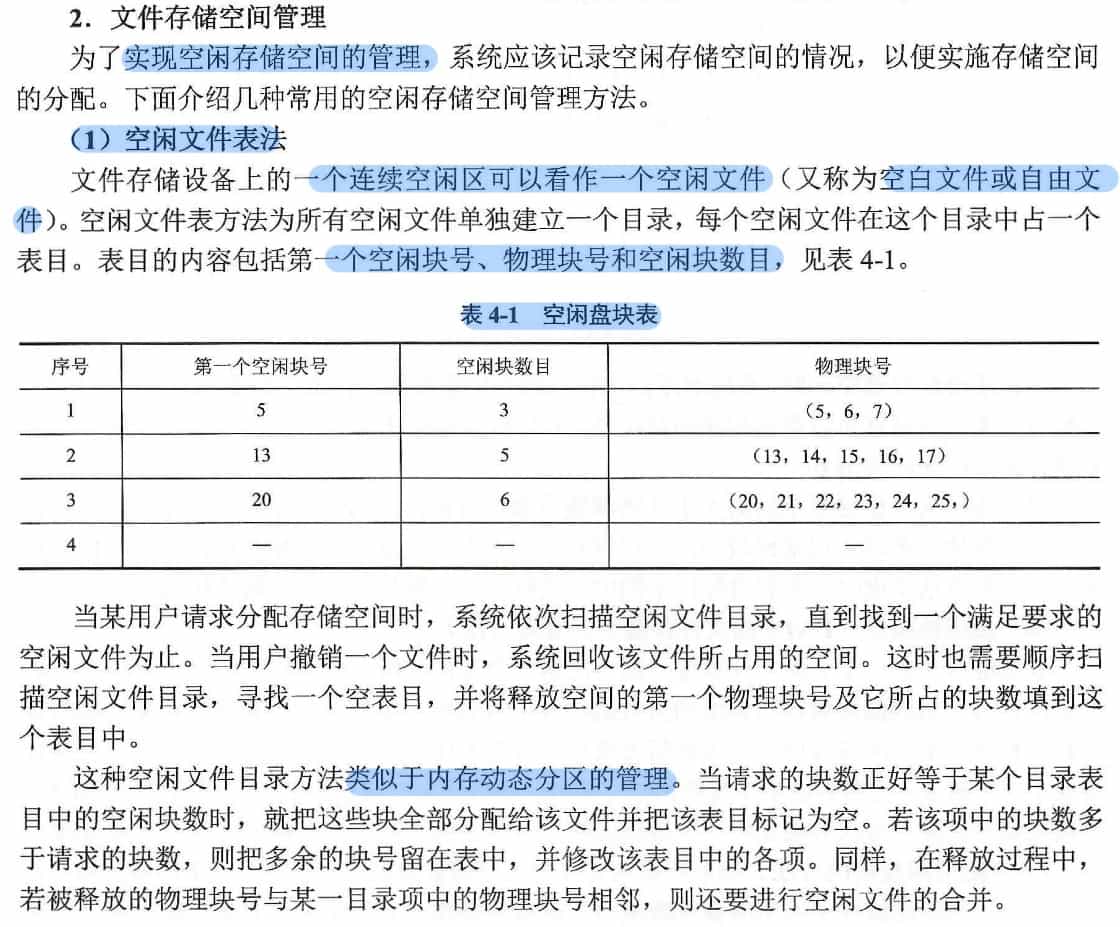 2．文件存储空间管理
为了实现空闲存储空间的管理，系统应该记录空闲存储空间的情况，以便实施存储空间
的分配。下面介绍几种常用的空闲存储空间管理方法。
（1）空闲文件表法
文件存储设备上的一个连续空闲区可以看作一个空闲文件（又称为空白文件或自由文
件）。空闲文件表方法为所有空闲文件单独建立一个目录，每个空闲文件在这个目录中占一个
表目。表目的内容包括第一个空闲块号、物理块号和空闲块数目，见表 4-1。
表 4-1 空闲盘块表
序号 第一个空闲块号 空闲块数目 物理块号
1 5 3 （5，6，7）
2 13 5 （13，14，15，16，17）
3 20 6 （20，21，22，23，24，25，）
4 — — —
当某用户请求分配存储空间时，系统依次扫描空闲文件目录，直到找到一个满足要求的
空闲文件为止。当用户撤销一个文件时，系统回收该文件所占用的空间。这时也需要顺序扫
描空闲文件目录，寻找一个空表目，并将释放空间的第一个物理块号及它所占的块数填到这
个表目中。
这种空闲文件目录方法类似于内存动态分区的管理。当请求的块数正好等于某个目录表
目中的空闲块数时，就把这些块全部分配给该文件并把该表目标记为空。若该项中的块数多
于请求的块数，则把多余的块号留在表中，并修改该表目中的各项。同样，在释放过程中，
若被释放的物理块号与某一目录项中的物理块号相邻，则还要进行空闲文件的合并。